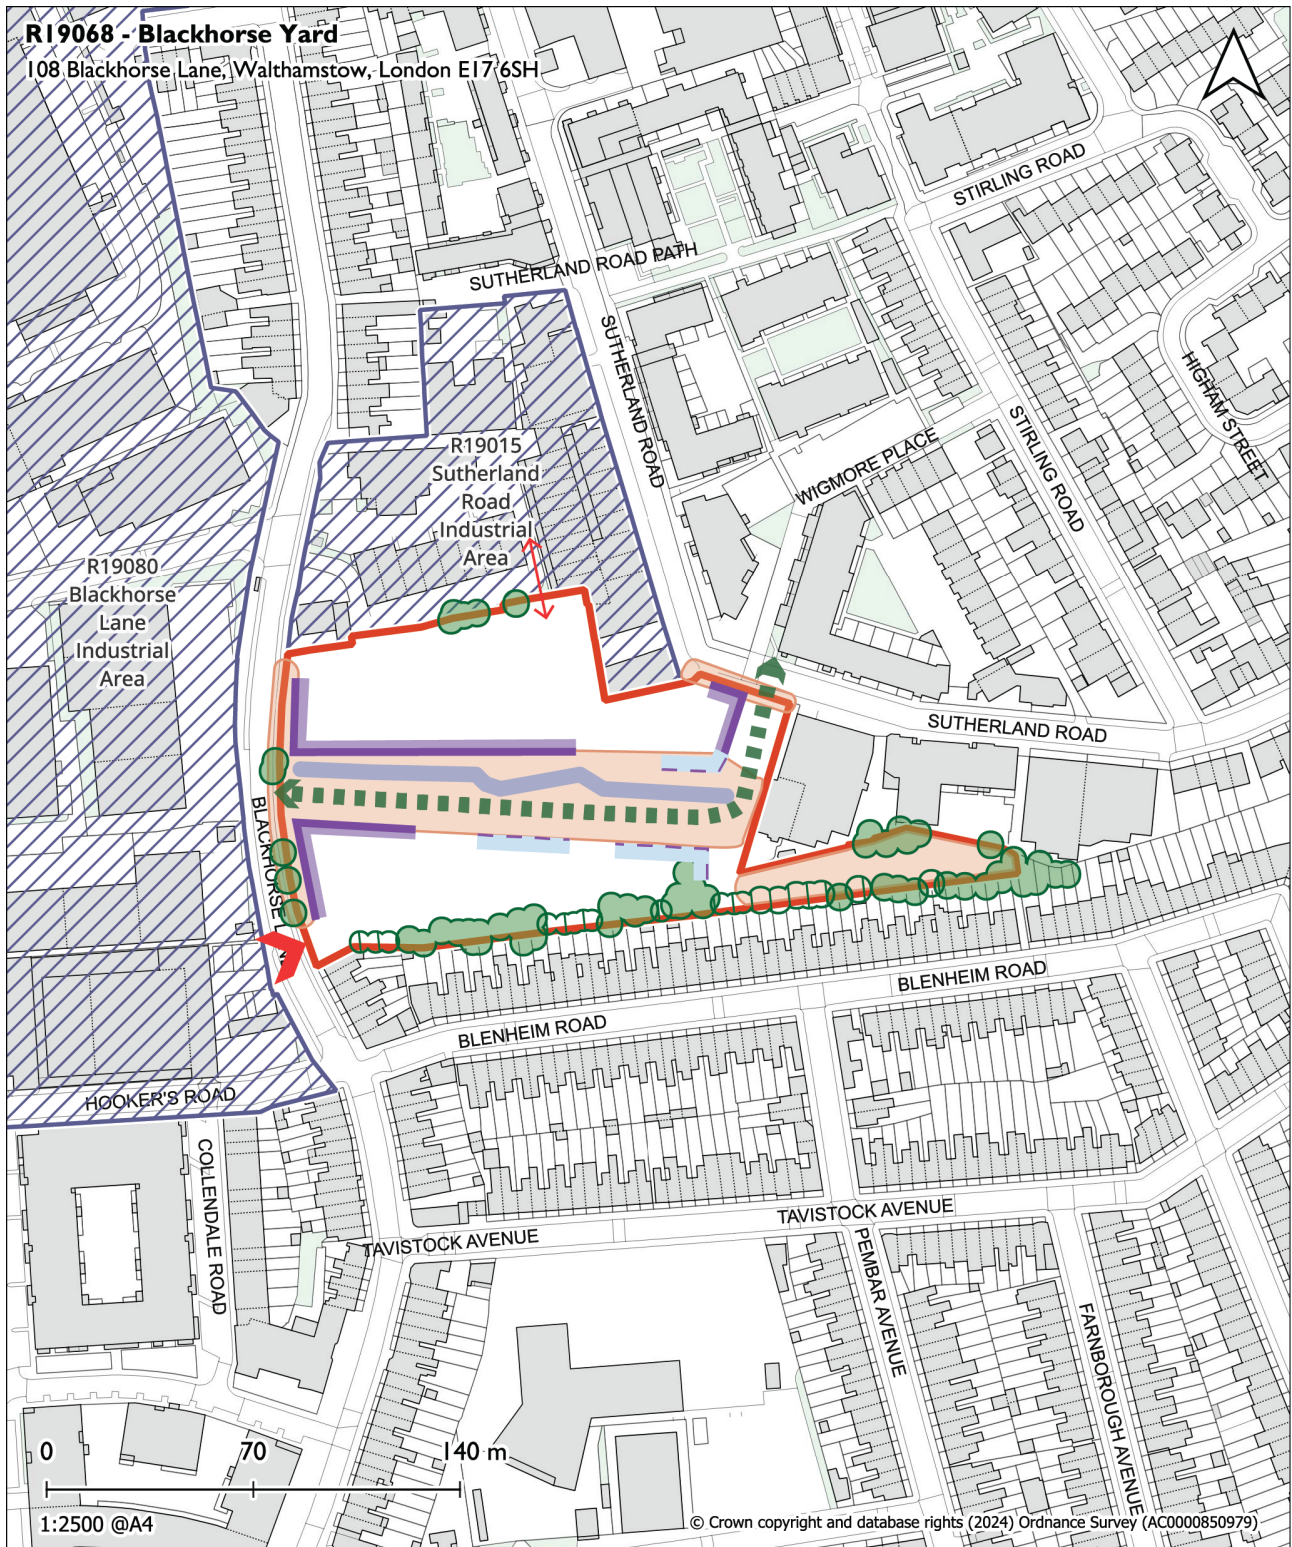 R19068 - Blackhorse Yard
108 Blackhorse Lane, Walthamstow, London E17 6SH
STIRLING ROAD
SUTHERLAND ROAD PATH
SUTHERLAND ROAD
HIGHAM STREET
STIRLING ROAD
WIGMORE PLACE
R19015
Sutherland
Road
Industrial
Area
R19080
Blackhorse
Lane
Industrial
Area
SUTHERLAND ROAD
BLACKHORSE
BLENHEIM ROAD
BLENHEIM ROAD
HOOKER'S ROAD
COLLENDALE ROAD
TAVISTOCK AVENUE
TAVISTOCK AVENUE
PEMBAR AVENUE
FARNBOROUGH AVENUE
0 70 140 m
1:2500 @A4
© Crown copyright and database rights (2024) Ordnance Survey (AC0000850979)